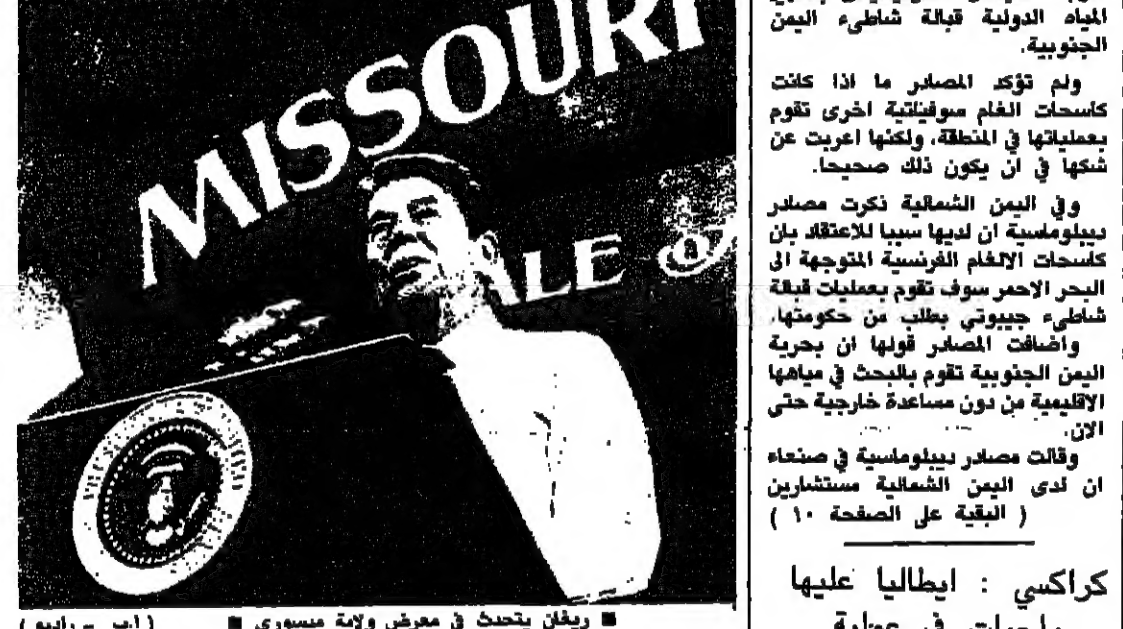 MISSOURI
ALE
■ ريغان يتحدث في معرض ولاية ميسوري ■ ( ا.ب - راديو )
المياه الدولية قبالة شاطىء اليمن
الجنوبية.
ولم تؤكد المصادر ما اذا كانت
كاسحات الغام سوفياتية اخرى تقوم
بعملياتها في المنطقة، ولكنها اعربت عن
شكها في ان يكون ذلك صحيحا.
وفي اليمن الشمالية ذكرت مصادر
ديبلوماسية ان لديها سببا للاعتقاد بان
كاسحات الالغام الفرنسية المتوجهة الى
البحر الاحمر سوف تقوم بعمليات قبالة
شاطىء جيبوتي بطلب من حكومتها.
واضافت المصادر قولها ان بحرية
اليمن الجنوبية تقوم بالبحث في مياهها
الاقليمية من دون مساعدة خارجية حتى
الان.
وقالت مصادر ديبلوماسية في صنعاء
ان لدى اليمن الشمالية مستشارين
( البقية على الصفحة ١٠ )
كراكسي : ايطاليا عليها